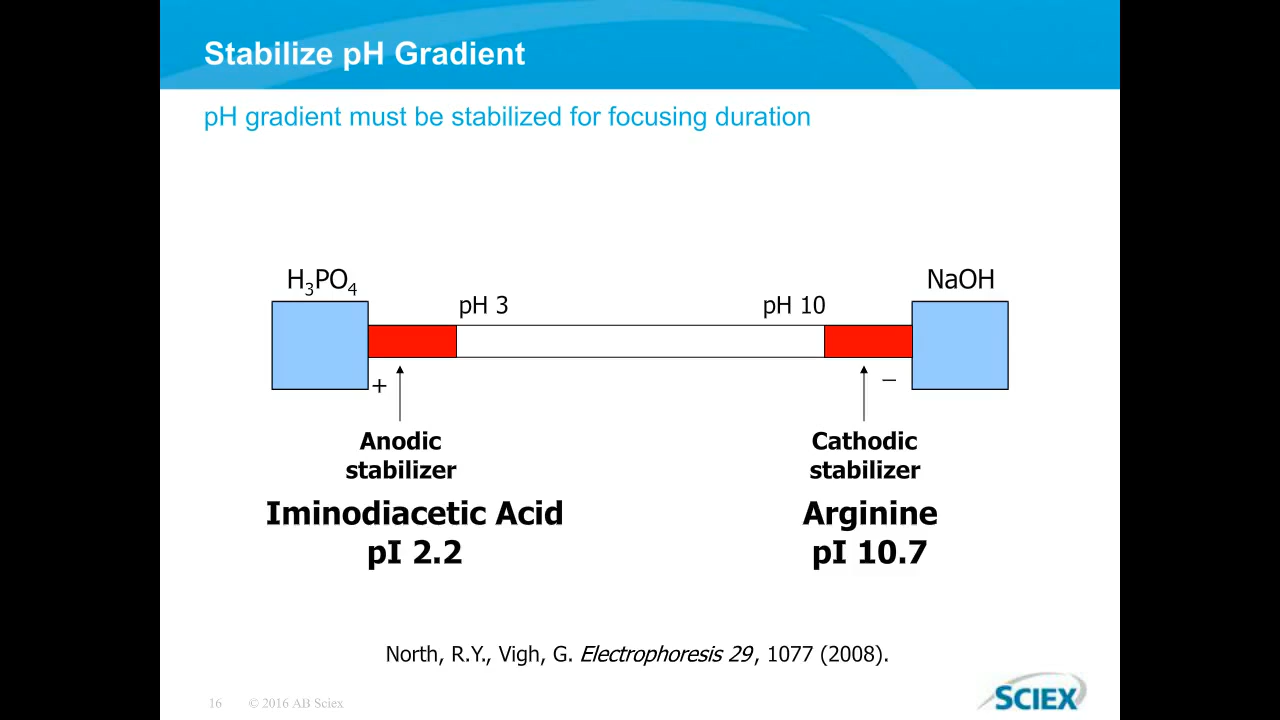 Stabilize pH Gradient
pH gradient must be stabilized for focusing duration
H₃PO₄
NaOH
pH 3
pH 10
+
–
Anodic
stabilizer
Cathodic
stabilizer
Iminodiacetic Acid
pI 2.2
Arginine
pI 10.7
North, R.Y., Vigh, G. Electrophoresis 29, 1077 (2008).
16 © 2016 AB Sciex
SCIEX